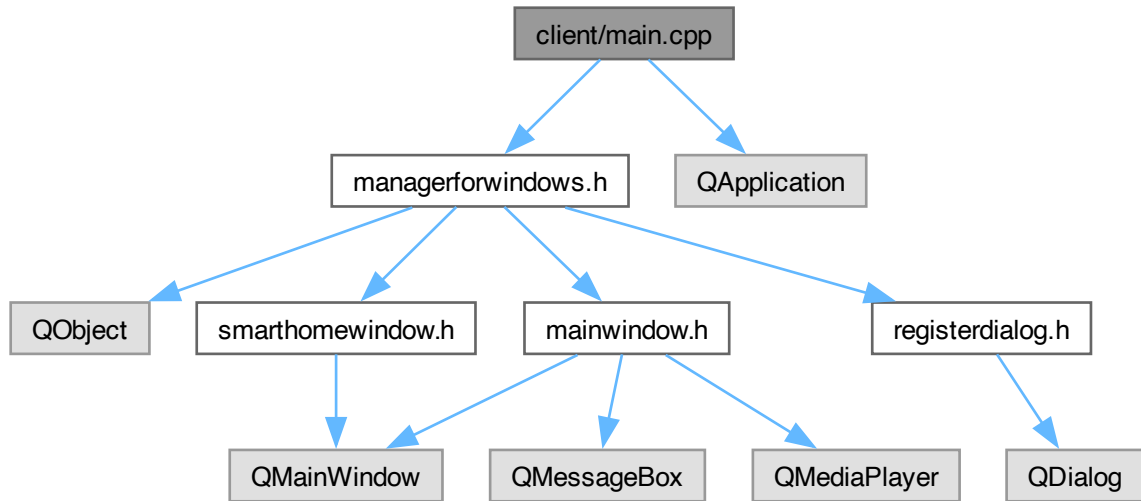 client/main.cpp
managerforwindows.h
QApplication
QObject
smarthomewindow.h
mainwindow.h
registerdialog.h
QMainWindow
QMessageBox
QMediaPlayer
QDialog